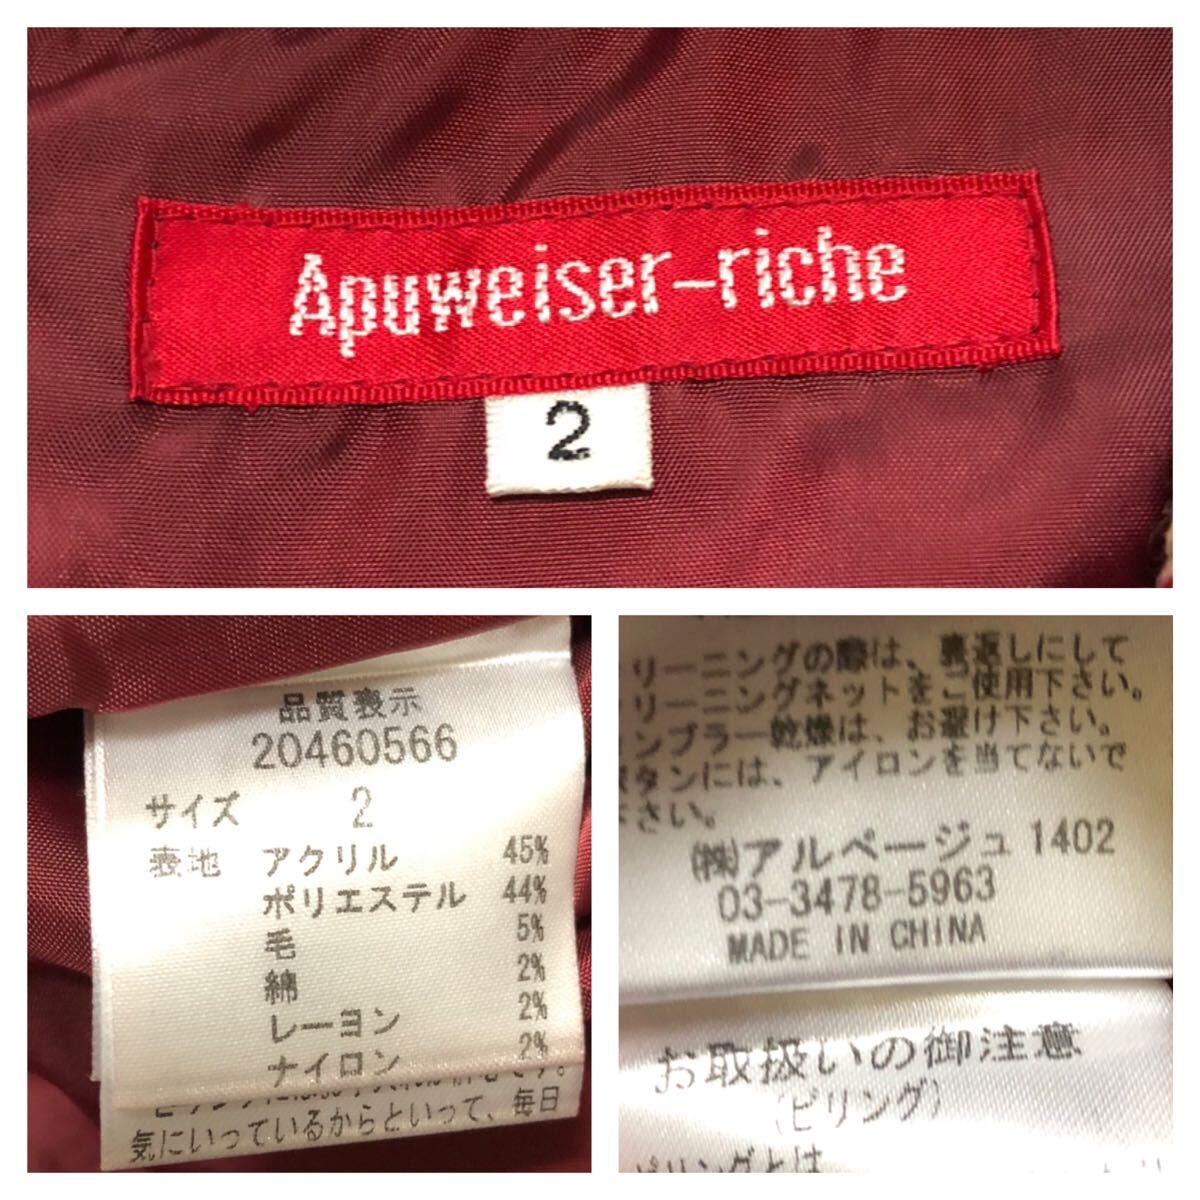 Apuweiser-riche
2
品質表示
20460566
サイズ 2
表地 アクリル 45%
ポリエステル 44%
毛 5%
綿 2%
レーヨン 2%
ナイロン 2%
気にいっているからといって、毎日
リーニングの際は、裏返しにして
リーニングネットをご使用下さい。
ンブラー乾燥は、お避け下さい。
タンには、アイロンを当てないで
さい。
㈱アルページュ 1402
03-3478-5963
MADE IN CHINA
お取扱いの御注意
(ピリング)
ピリングとは